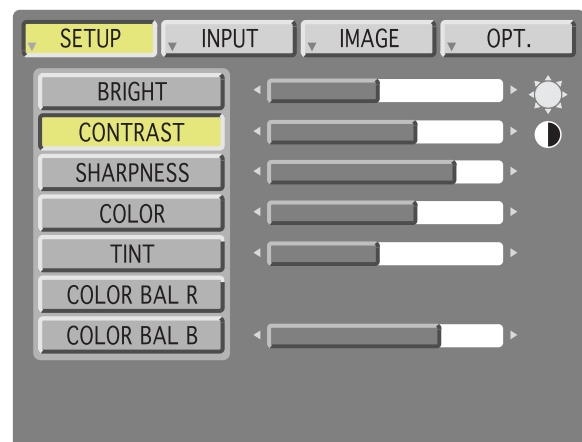 SETUP INPUT IMAGE OPT.
BRIGHT
CONTRAST
SHARPNESS
COLOR
TINT
COLOR BAL R
COLOR BAL B